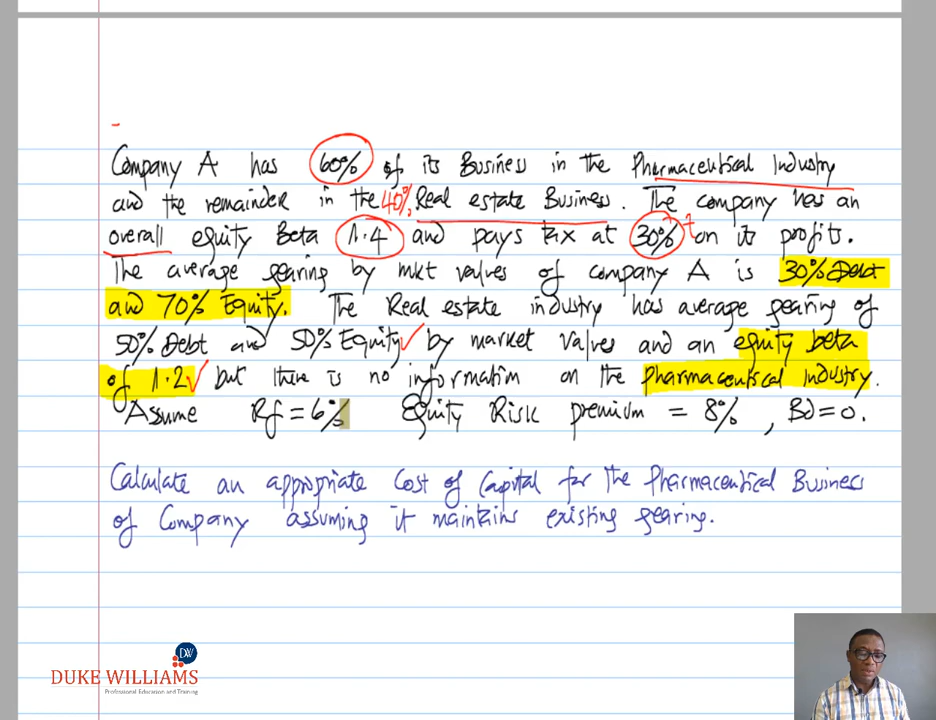 Company A has 60% of its Business in the Pharmaceutical Industry
and the remainder in the 40% Real estate Business. The company has an
overall equity Beta 1.4 and pays tax at 30% t on its profits.
The average gearing by mkt values of company A is 30% Debt
and 70% Equity. The Real estate industry has average gearing of
50% Debt and 50% Equity by market values and an equity beta
of 1.2 but there is no information on the pharmaceutical Industry.
Assume Rf = 6% Equity Risk premium = 8%, Bd = 0.
Calculate an appropriate Cost of Capital for the Pharmaceutical Business
of Company assuming it maintains existing gearing.
DW
DUKE WILLIAMS
Professional Education and Training